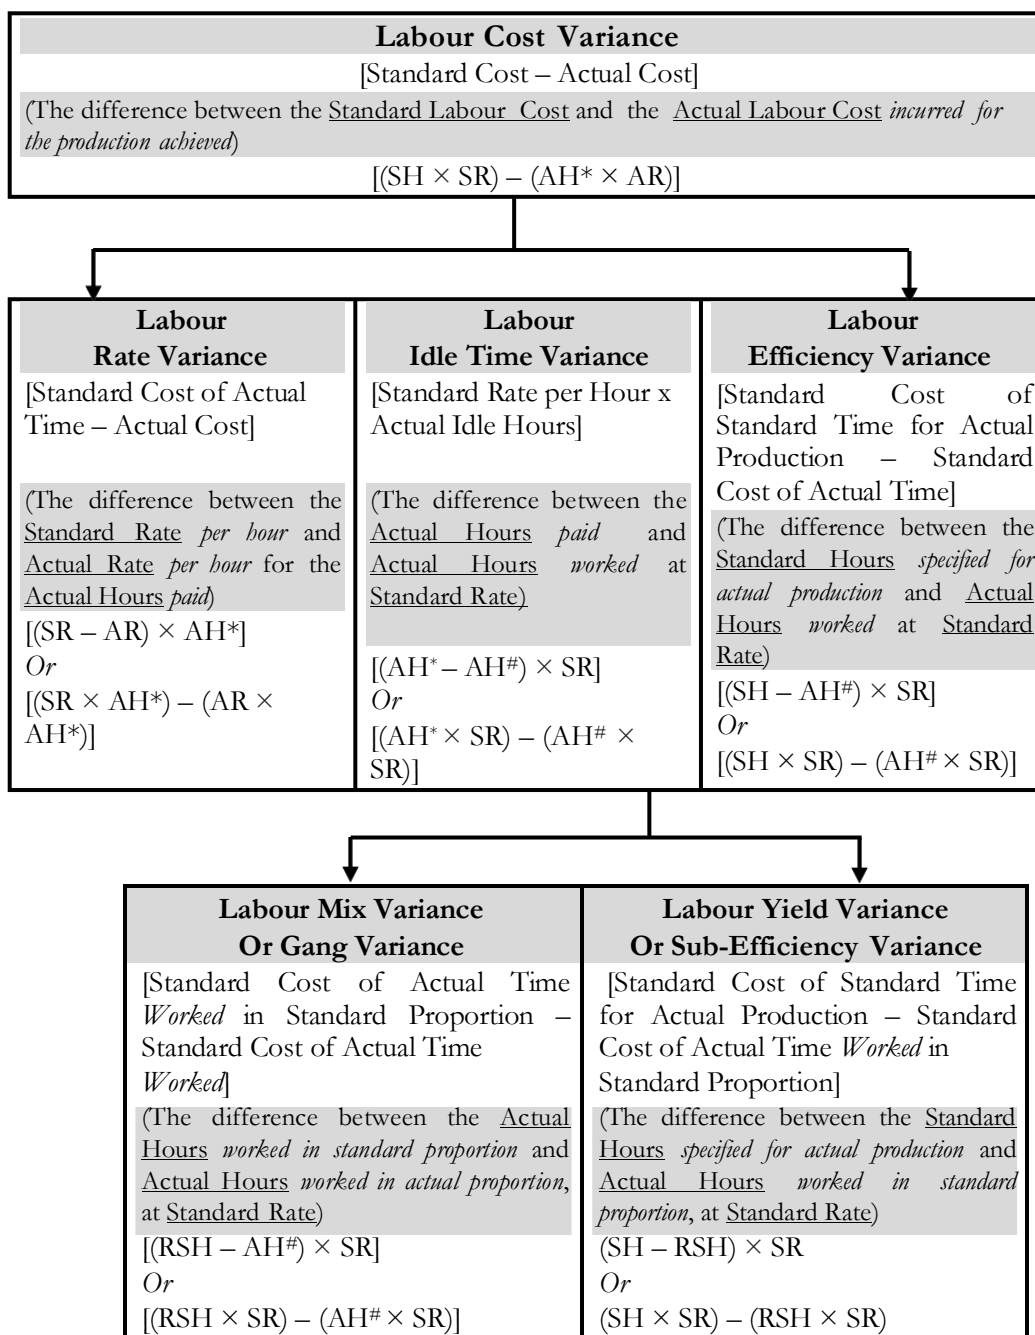 Labour Cost Variance
[Standard Cost – Actual Cost]
(The difference between the Standard Labour Cost and the Actual Labour Cost incurred for
the production achieved)
[(SH × SR) – (AH* × AR)]
Labour
Rate Variance
[Standard Cost of Actual
Time – Actual Cost]
(The difference between the
Standard Rate per hour and
Actual Rate per hour for the
Actual Hours paid)
[(SR – AR) × AH*]
Or
[(SR × AH*) – (AR ×
AH*)]
Labour
Idle Time Variance
[Standard Rate per Hour x
Actual Idle Hours]
(The difference between the
Actual Hours paid and
Actual Hours worked at
Standard Rate)
[(AH* – AH#) × SR]
Or
[(AH* × SR) – (AH# ×
SR)]
Labour
Efficiency Variance
[Standard Cost of
Standard Time for Actual
Production – Standard
Cost of Actual Time]
(The difference between the
Standard Hours specified for
actual production and Actual
Hours worked at Standard
Rate)
[(SH – AH#) × SR]
Or
[(SH × SR) – (AH# × SR)]
Labour Mix Variance
Or Gang Variance
[Standard Cost of Actual Time
Worked in Standard Proportion –
Standard Cost of Actual Time
Worked]
(The difference between the Actual
Hours worked in standard proportion and
Actual Hours worked in actual proportion,
at Standard Rate)
[(RSH – AH#) × SR]
Or
[(RSH × SR) – (AH# × SR)]
Labour Yield Variance
Or Sub-Efficiency Variance
[Standard Cost of Standard Time
for Actual Production – Standard
Cost of Actual Time Worked in
Standard Proportion]
(The difference between the Standard
Hours specified for actual production and
Actual Hours worked in standard
proportion, at Standard Rate)
(SH – RSH) × SR
Or
(SH × SR) – (RSH × SR)